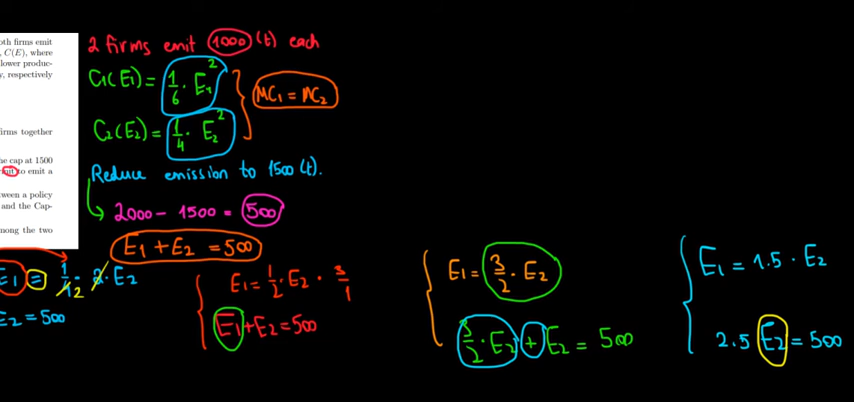 oth firms emit
, C(E), where
lower produc-
y, respectively
irms together
he cap at 1500
to emit a
tween a policy
and the Cap-
mong the two
2 firms emit 1000 (t) each
C₁(E₁) = 1/6 · E₁²
MC₁ = MC₂
C₂(E₂) = 1/4 · E₂²
Reduce emission to 1500 (t).
2000 - 1500 = 500
E₁ + E₂ = 500
E₁ = 1/2 · 2 · E₂
E₂ = 500
E₁ = 1/2 · E₂ · 3/1
E₁ + E₂ = 500
E₁ = 3/2 · E₂
3/2 · E₂ + E₂ = 500
E₁ = 1.5 · E₂
2.5 E₂ = 500